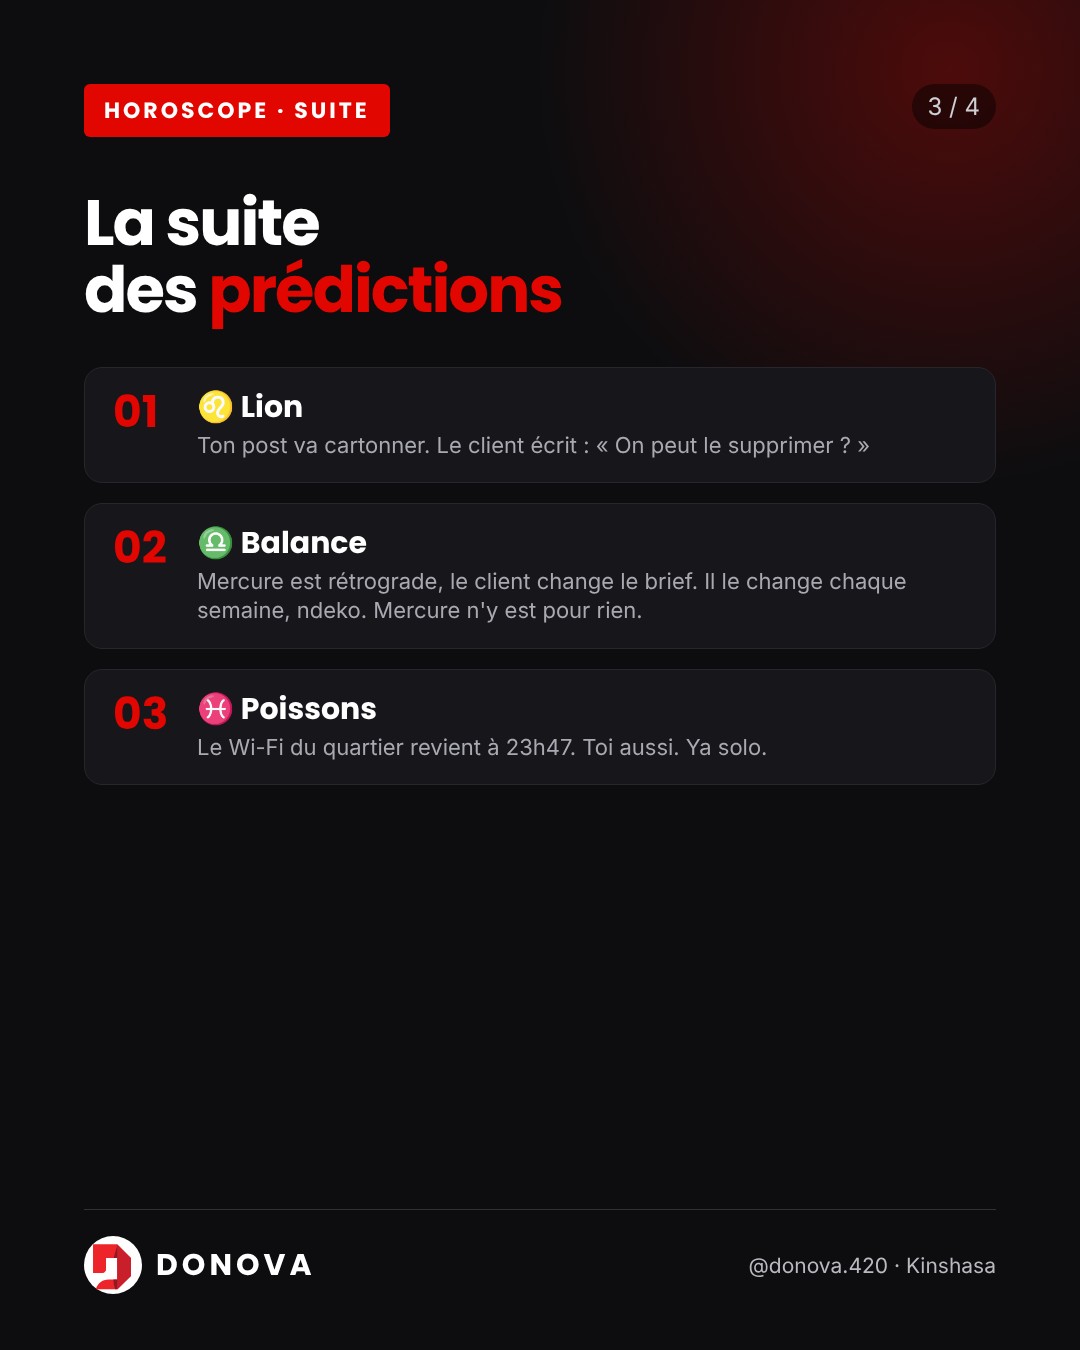 HOROSCOPE · SUITE
3 / 4
La suite
des prédictions
01
♌ Lion
Ton post va cartonner. Le client écrit : « On peut le supprimer ? »
02
♎ Balance
Mercure est rétrograde, le client change le brief. Il le change chaque
semaine, ndeko. Mercure n'y est pour rien.
03
♓ Poissons
Le Wi-Fi du quartier revient à 23h47. Toi aussi. Ya solo.
DONOVA
@donova.420 · Kinshasa